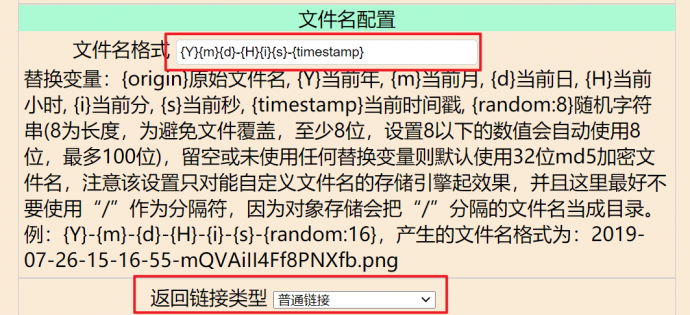 文件名配置
文件名格式 {Y}{m}{d}-{H}{i}{s}-{timestamp}
替换变量：{origin}原始文件名, {Y}当前年, {m}当前月, {d}当前日, {H}当前
小时, {i}当前分, {s}当前秒, {timestamp}当前时间戳, {random:8}随机字符
串(8为长度，为避免文件覆盖，至少8位，设置8以下的数值会自动使用8
位，最多100位)，留空或未使用任何替换变量则默认使用32位md5加密文
件名，注意该设置只对能自定义文件名的存储引擎起效果，并且这里最好不
要使用“/”作为分隔符，因为对象存储会把“/”分隔的文件名当成目录。
例：{Y}-{m}-{d}-{H}-{i}-{s}-{random:16}，产生的文件名格式为：2019-
07-26-15-16-55-mQVAiII4Ff8PNXfb.png
返回链接类型 普通链接